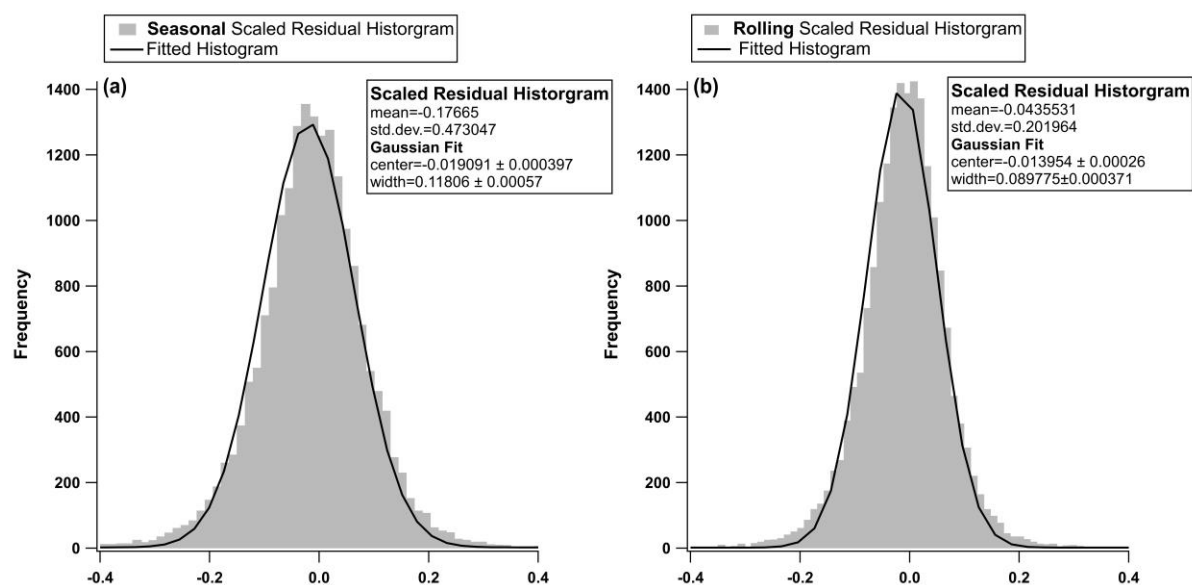 Seasonal Scaled Residual Historgram
Fitted Histogram
(a)
Scaled Residual Historgram
mean=-0.17665
std.dev.=0.473047
Gaussian Fit
center=-0.019091 ± 0.000397
width=0.11806 ± 0.00057
1400
1200
1000
800
600
400
200
0
Frequency
-0.4
-0.2
0.0
0.2
0.4
Rolling Scaled Residual Historgram
Fitted Histogram
(b)
Scaled Residual Historgram
mean=-0.0435531
std.dev.=0.201964
Gaussian Fit
center=-0.013954 ± 0.00026
width=0.089775±0.000371
1400
1200
1000
800
600
400
200
0
Frequency
-0.4
-0.2
0.0
0.2
0.4